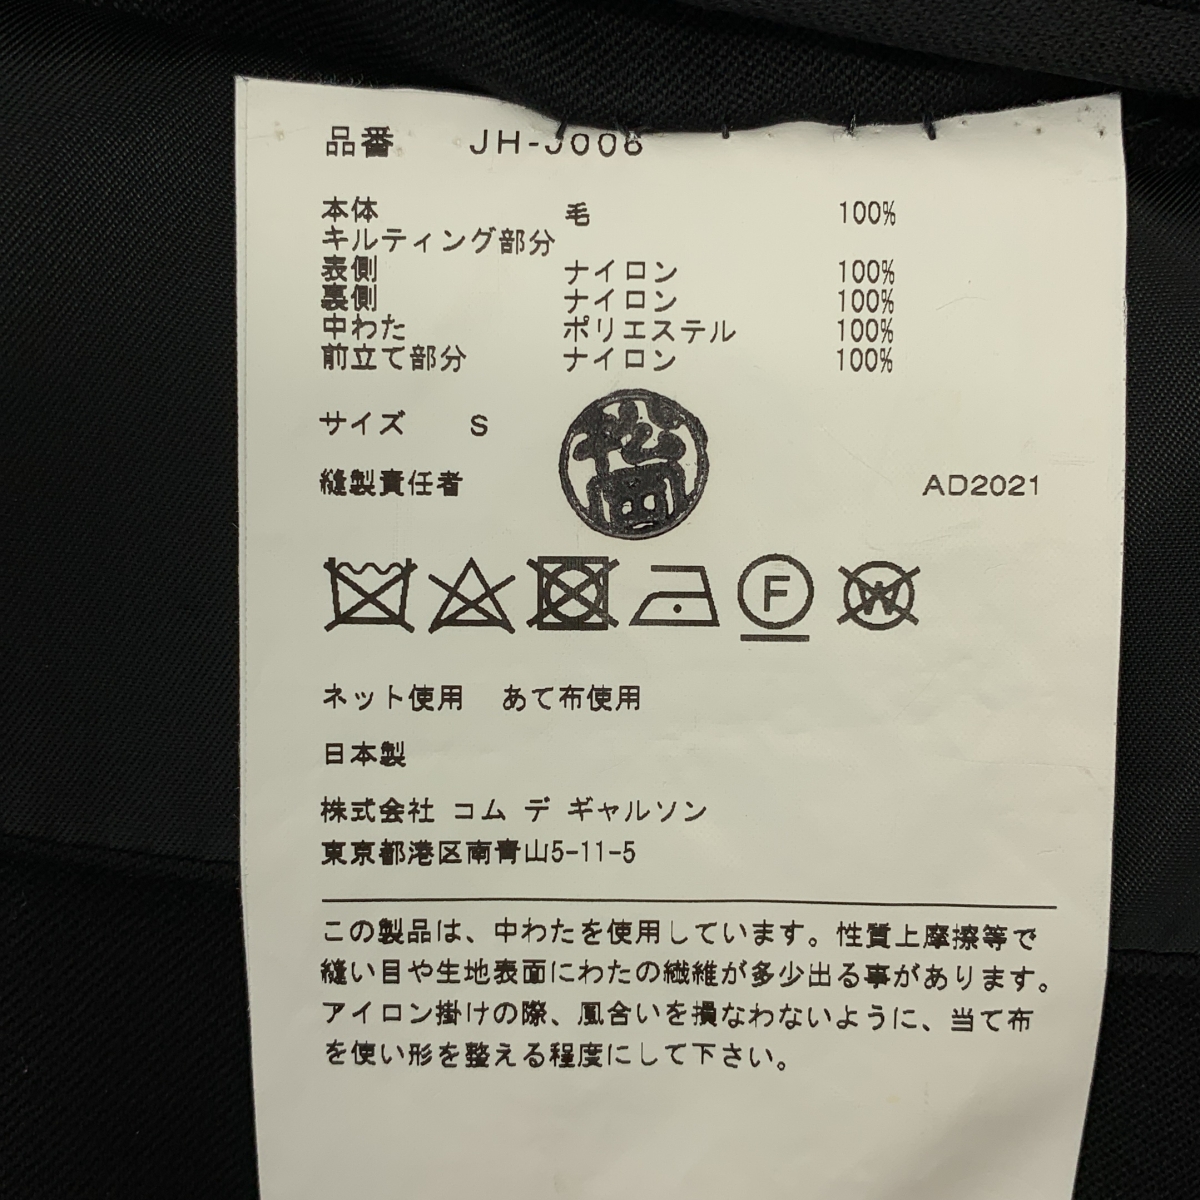 品番 JH-J006
本体 毛 100%
キルティング部分
表側 ナイロン 100%
裏側 ナイロン 100%
中わた ポリエステル 100%
前立て部分 ナイロン 100%
サイズ S
松岡
縫製責任者 AD2021
F W
ネット使用 あて布使用
日本製
株式会社 コム デ ギャルソン
東京都港区南青山5-11-5
この製品は、中わたを使用しています。性質上摩擦等で
縫い目や生地表面にわたの繊維が多少出る事があります。
アイロン掛けの際、風合いを損なわないように、当て布
を使い形を整える程度にして下さい。